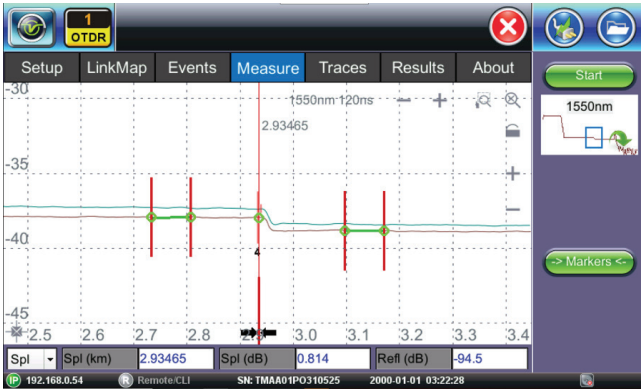 1
OTDR
Setup LinkMap Events Measure Traces Results About
Start
-30
1550nm 120ns
1550nm
2.93465
-35
-40
4
-> Markers <-
-45
2.5 2.6 2.7 2.8 2.9 3.0 3.1 3.2 3.3 3.4
Spl Spl (km) 2.93465 Spl (dB) 0.814 Refl (dB) -94.5
IP 192.168.0.54 R Remote/CLI SN: TMAA01PO310525 2000-01-01 03:22:28